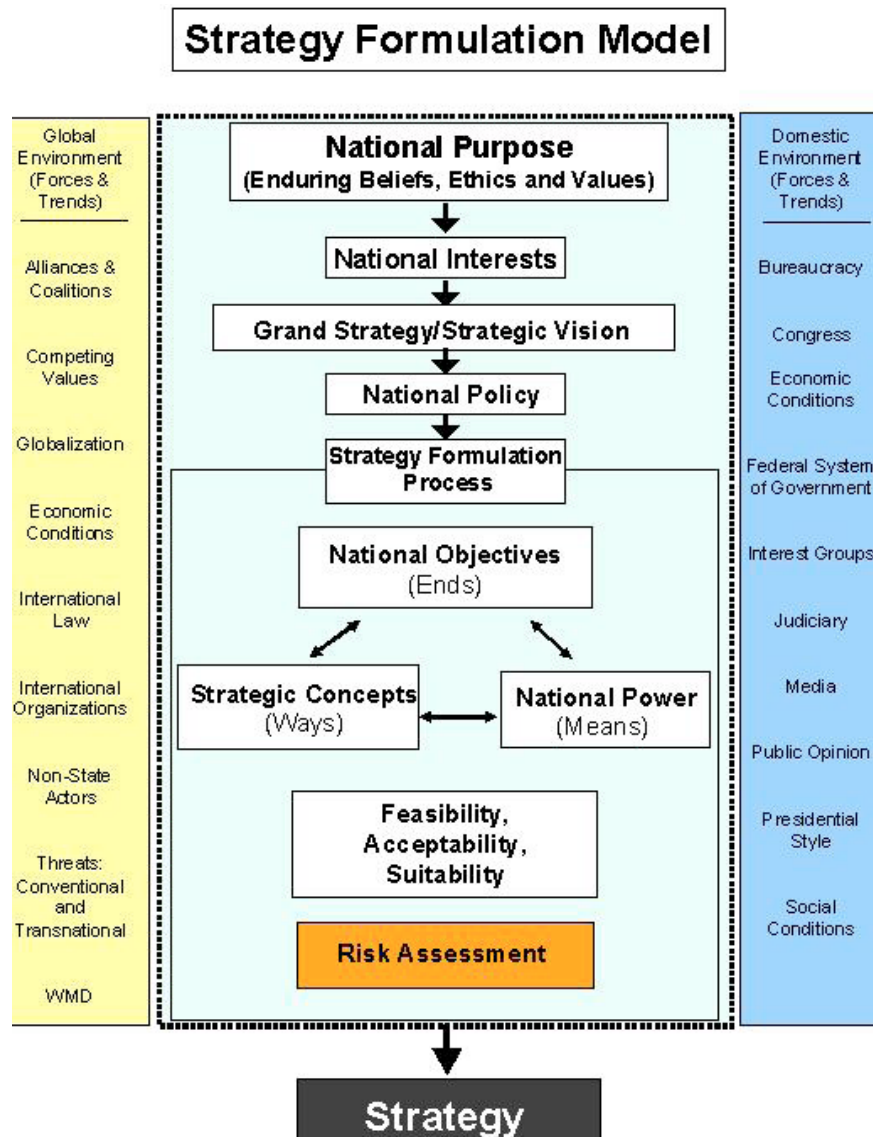 Strategy Formulation Model
Global
Environment
(Forces &
Trends)
Alliances &
Coalitions
Competing
Values
Globalization
Economic
Conditions
International
Law
International
Organizations
Non-State
Actors
Threats:
Conventional
and
Transnational
WMD
National Purpose
(Enduring Beliefs, Ethics and Values)
National Interests
Grand Strategy/Strategic Vision
National Policy
Strategy Formulation
Process
National Objectives
(Ends)
Strategic Concepts
(Ways)
National Power
(Means)
Feasibility,
Acceptability,
Suitability
Risk Assessment
Strategy
Domestic
Environment
(Forces &
Trends)
Bureaucracy
Congress
Economic
Conditions
Federal System
of Government
Interest Groups
Judiciary
Media
Public Opinion
Presidential
Style
Social
Conditions